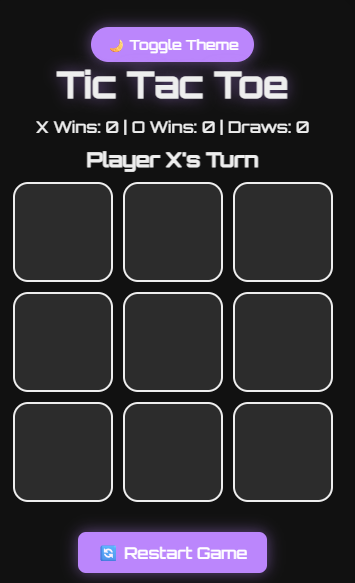 🌙 Toggle Theme
Tic Tac Toe
X Wins: 0 | O Wins: 0 | Draws: 0
Player X's Turn
🔄 Restart Game